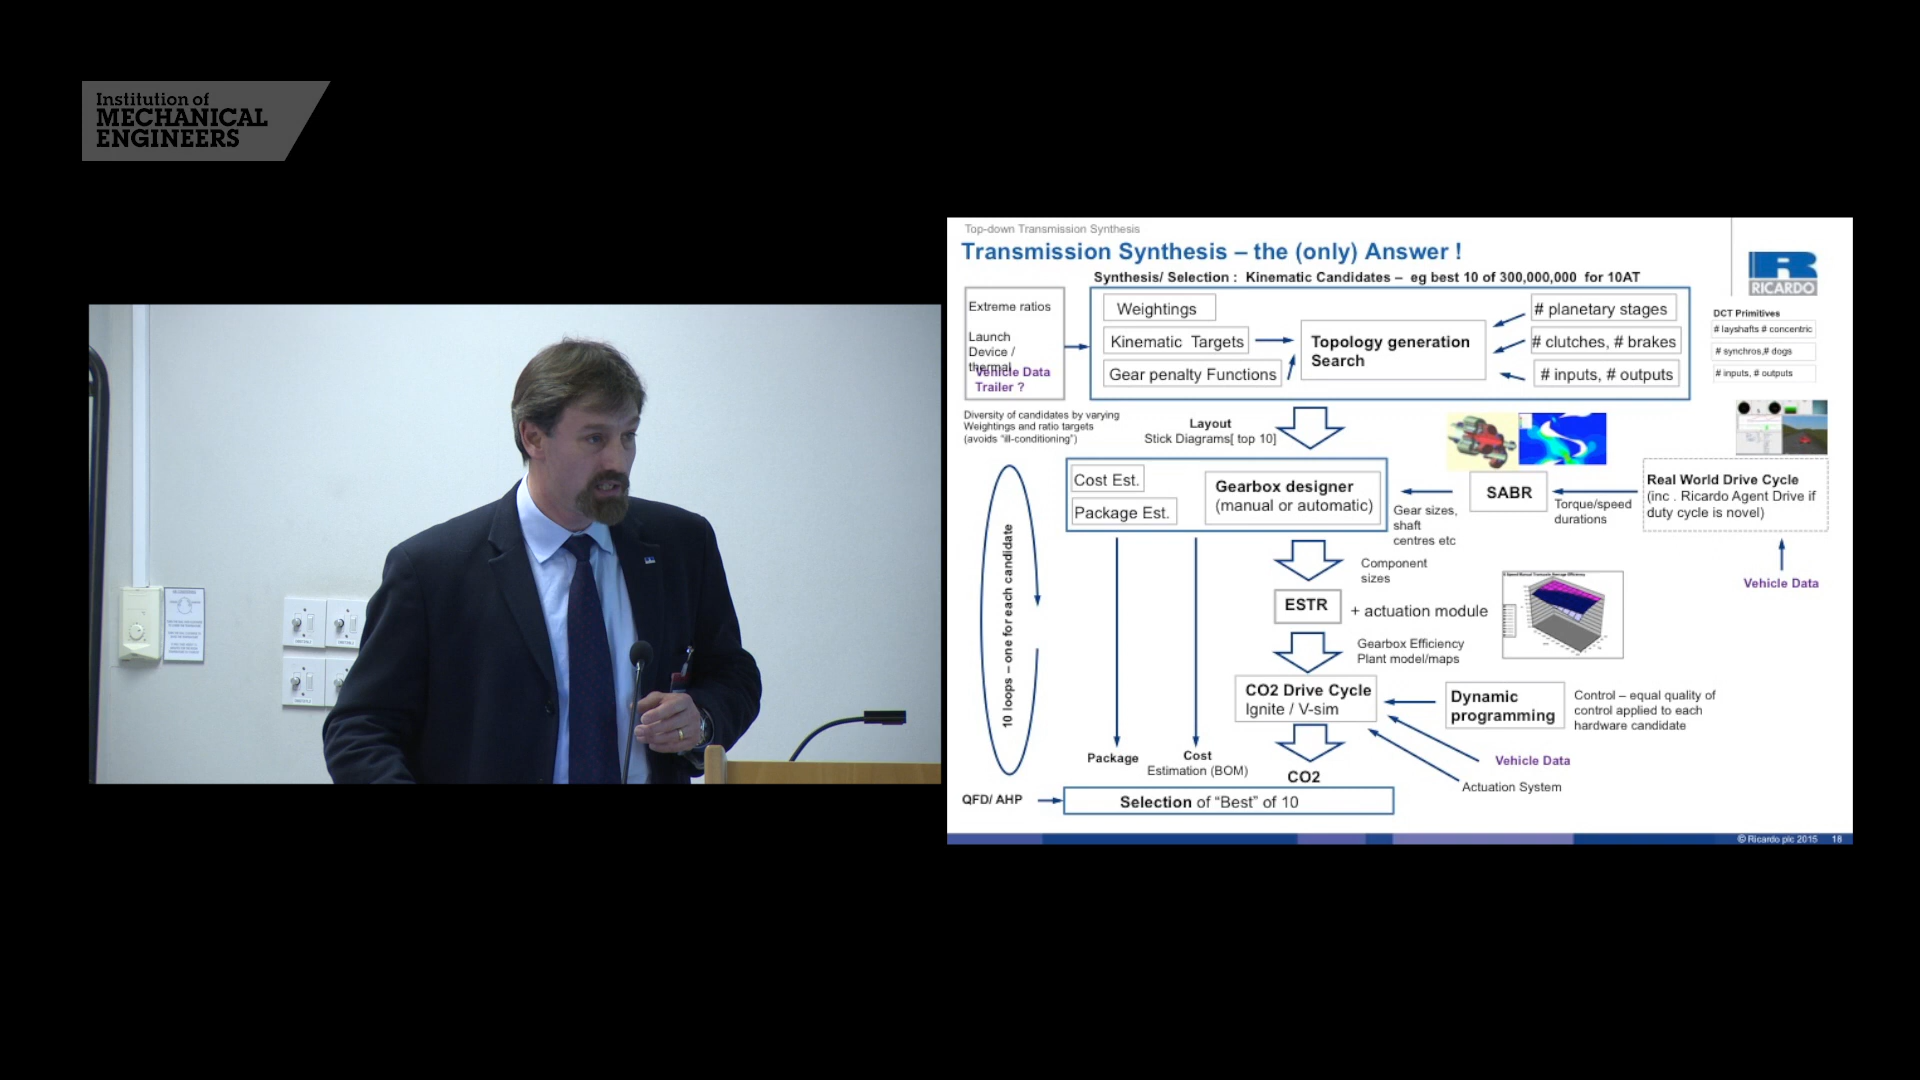 Institution of
MECHANICAL
ENGINEERS
Top-down Transmission Synthesis
Transmission Synthesis – the (only) Answer !
RICARDO
Synthesis/ Selection : Kinematic Candidates – eg best 10 of 300,000,000 for 10AT
Extreme ratios
Launch
Device /
thermal
Vehicle Data
Trailer ?
Weightings
Kinematic Targets
Gear penalty Functions
Topology generation
Search
# planetary stages
# clutches, # brakes
# inputs, # outputs
DCT Primitives
# layshafts # concentric
# synchros,# dogs
# inputs, # outputs
Diversity of candidates by varying
Weightings and ratio targets
(avoids “ill-conditioning”)
Layout
Stick Diagrams[ top 10]
10 loops – one for each candidate
Cost Est.
Package Est.
Gearbox designer
(manual or automatic)
Gear sizes,
shaft
centres etc
SABR
Torque/speed
durations
Real World Drive Cycle
(inc . Ricardo Agent Drive if
duty cycle is novel)
Vehicle Data
Component
sizes
ESTR
+ actuation module
Gearbox Efficiency
Plant model/maps
CO2 Drive Cycle
Ignite / V-sim
Dynamic
programming
Control – equal quality of
control applied to each
hardware candidate
Vehicle Data
Actuation System
Package
Cost
Estimation (BOM)
CO2
QFD/ AHP
Selection of “Best” of 10
© Ricardo plc 2015 18